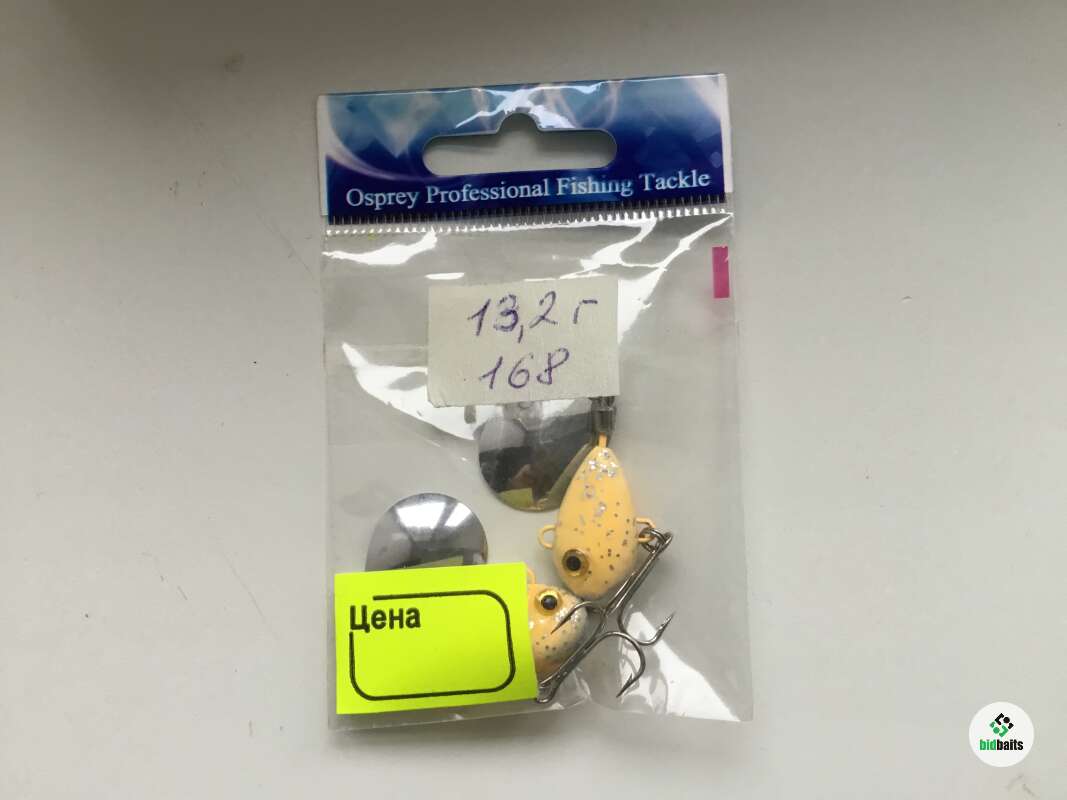 Osprey Professional Fishing Tackle
13,2 г
168
Цена
bidbaits